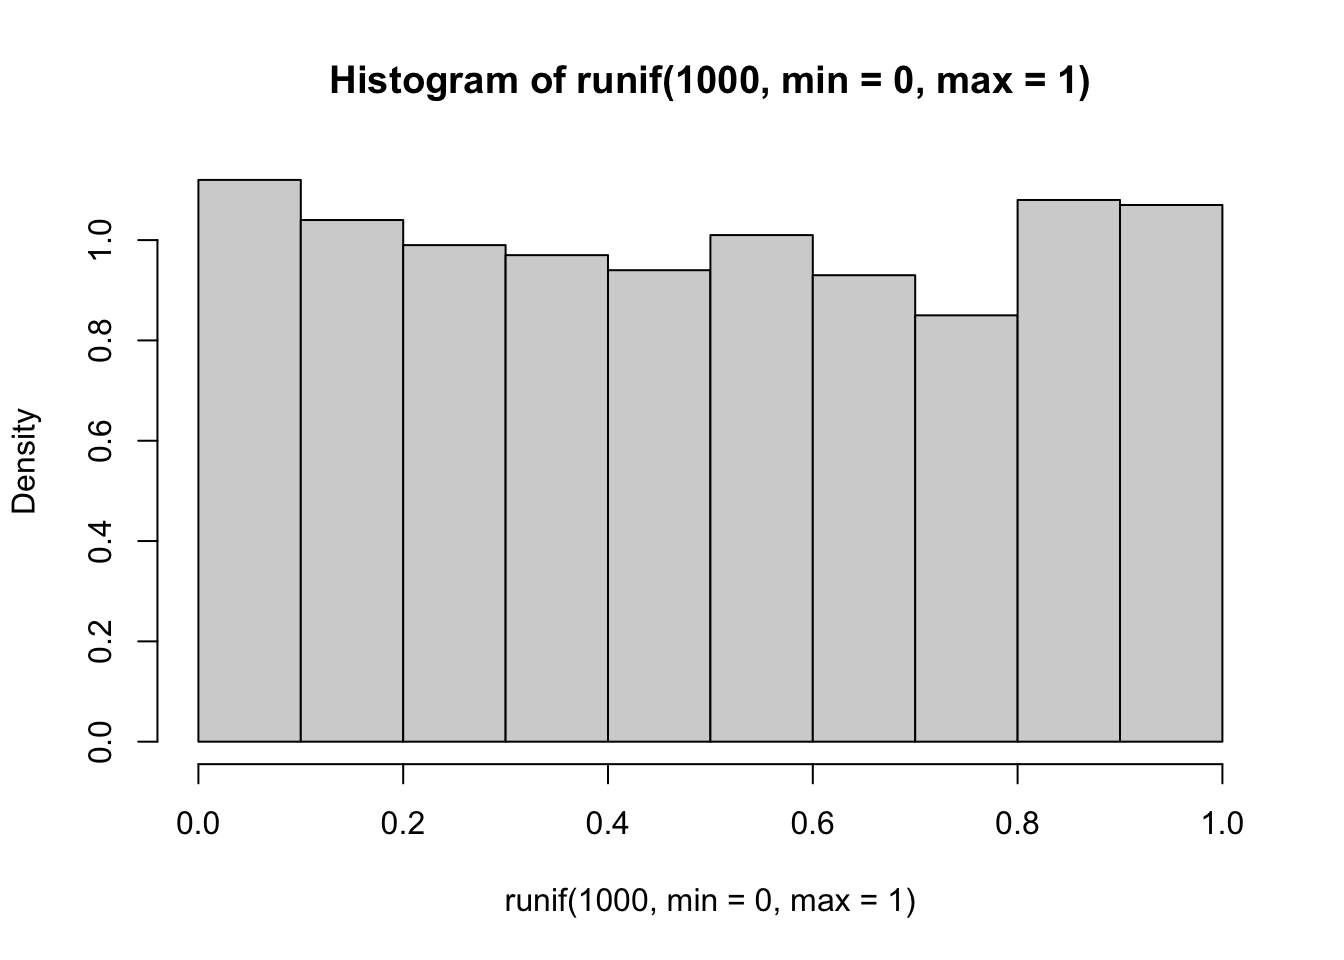 Histogram of runif(1000, min = 0, max = 1)
Density
1.0
0.8
0.6
0.4
0.2
0.0
0.0 0.2 0.4 0.6 0.8 1.0
runif(1000, min = 0, max = 1)